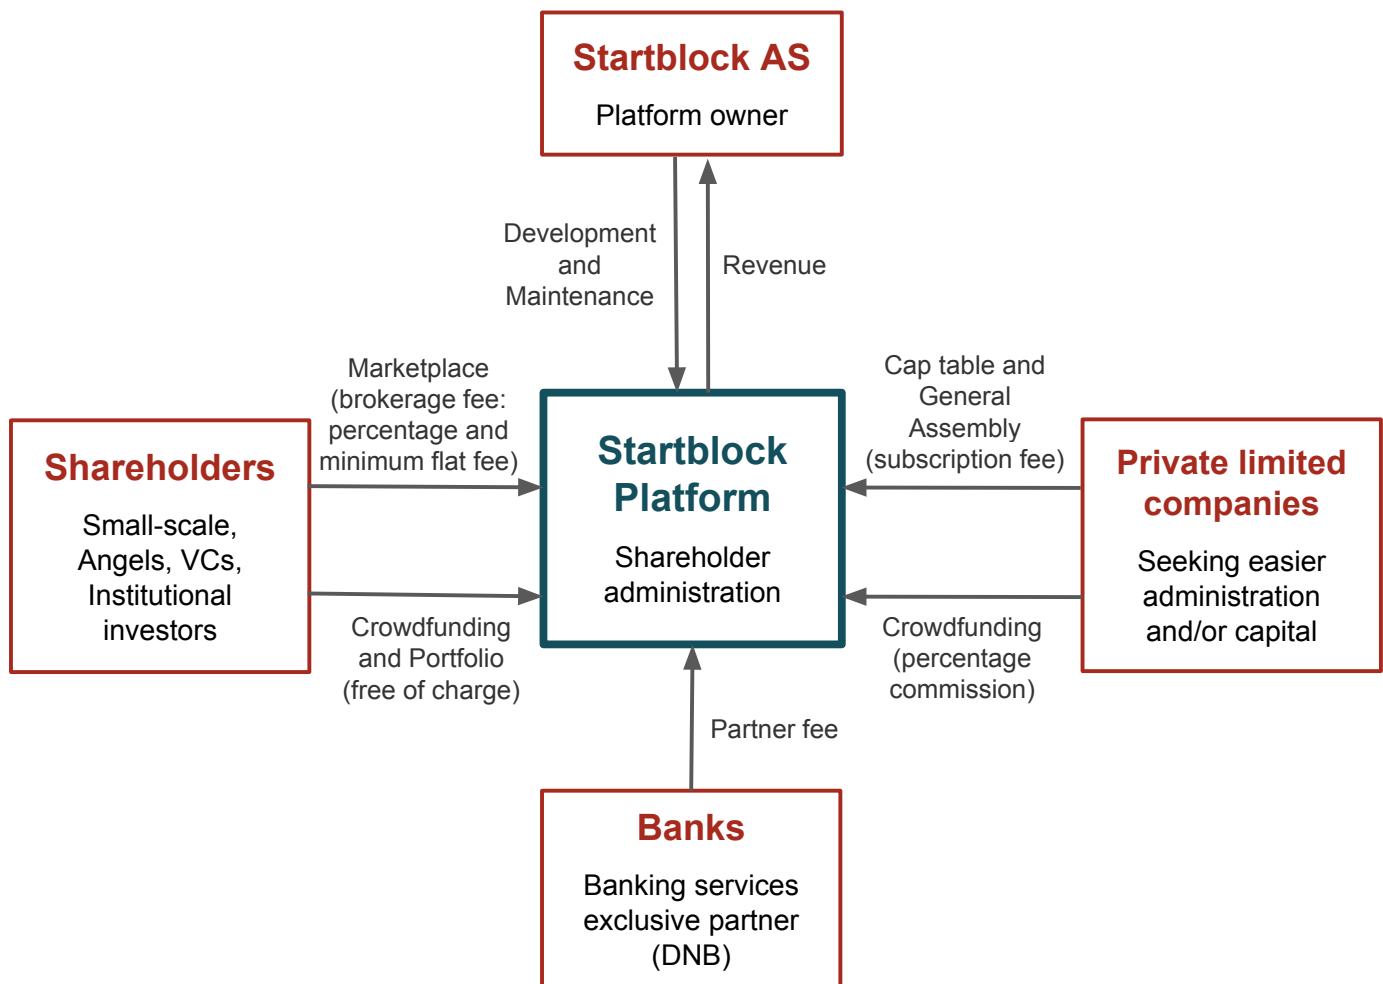 Startblock AS
Platform owner
Development
and
Maintenance
Revenue
Marketplace
(brokerage fee:
percentage and
minimum flat fee)
Cap table and
General
Assembly
(subscription fee)
Shareholders
Small-scale,
Angels, VCs,
Institutional
investors
Startblock
Platform
Shareholder
administration
Private limited
companies
Seeking easier
administration
and/or capital
Crowdfunding
and Portfolio
(free of charge)
Crowdfunding
(percentage
commission)
Partner fee
Banks
Banking services
exclusive partner
(DNB)